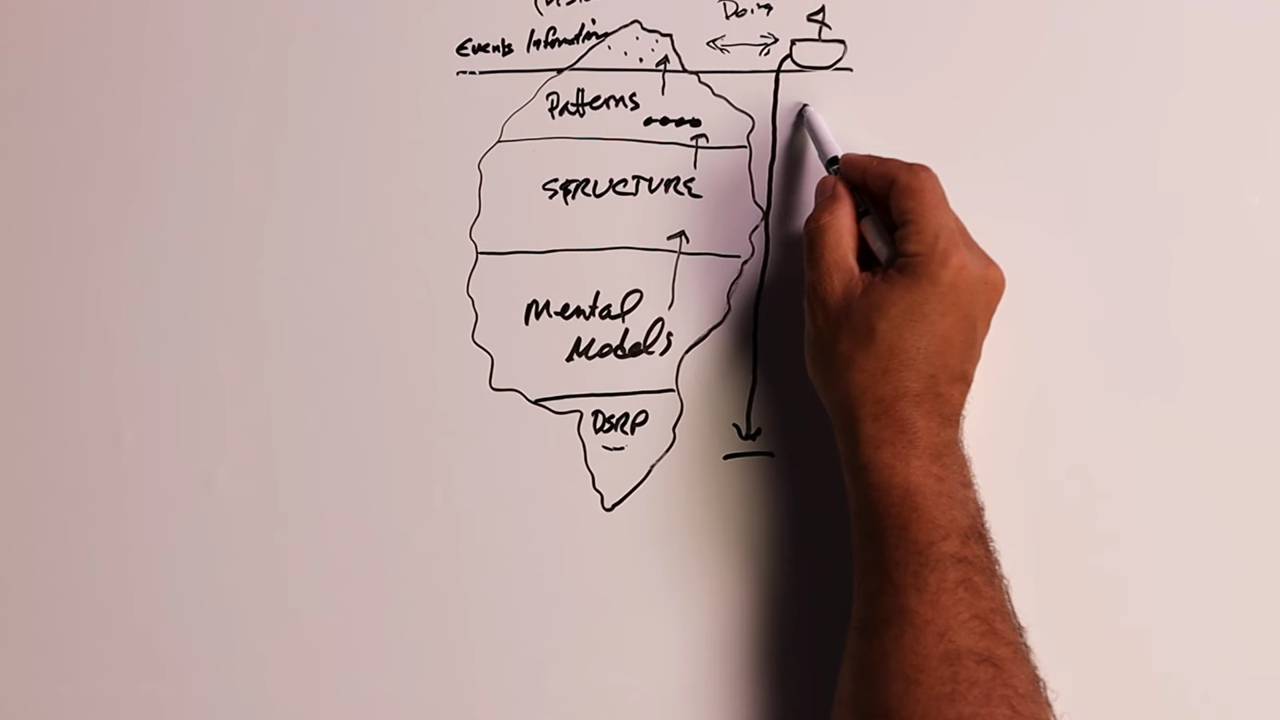 Doing
Events Information
Patterns
STRUCTURE
Mental
Models
DSRP